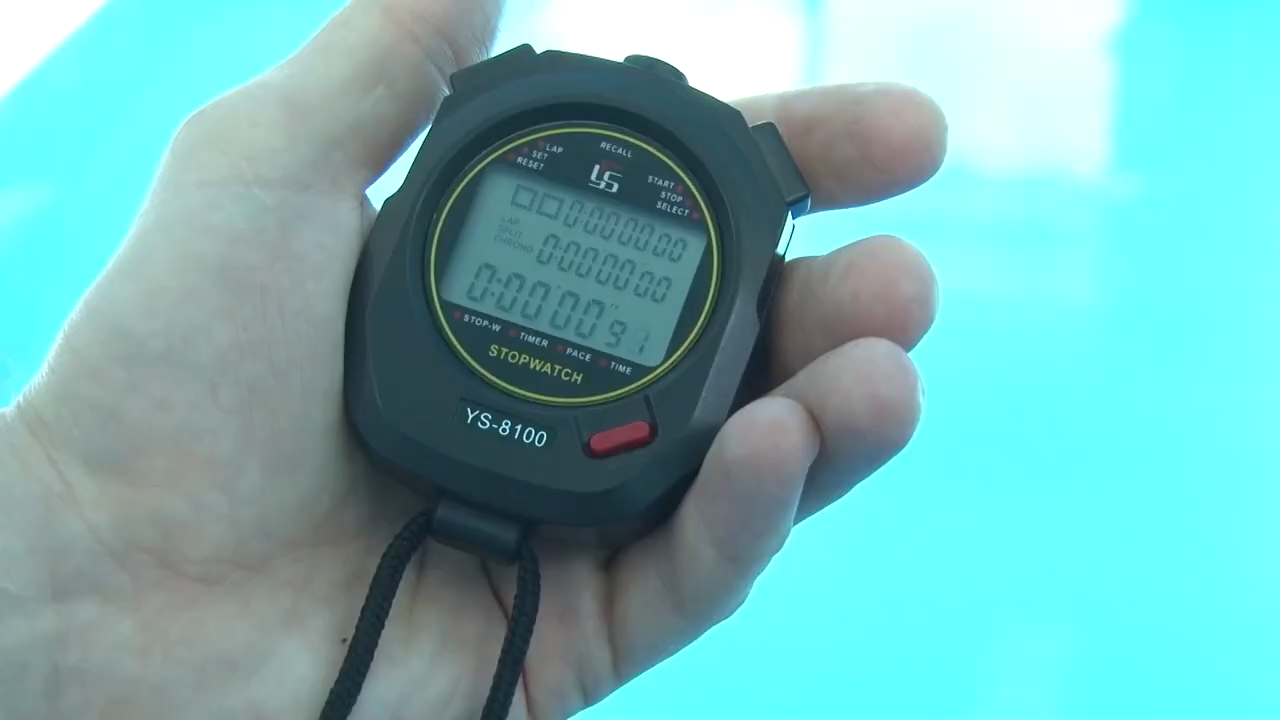 RECALL
LAP
SET
RESET
YS
START
STOP
SELECT
0:000000
LAP
SPLIT
CHRONO
0:000000
0:00'00"91
STOP-W TIMER PACE TIME
STOPWATCH
YS-8100